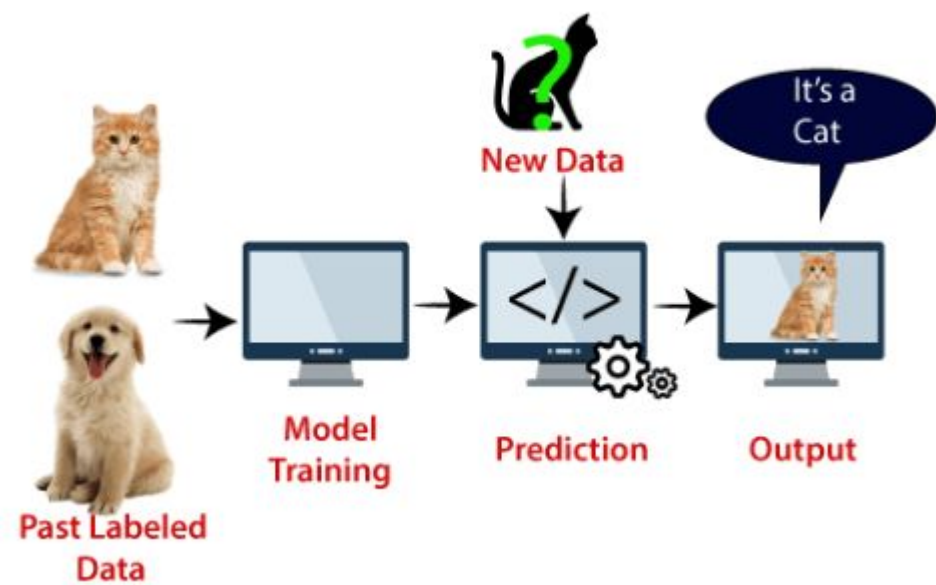 It's a
Cat
?
New Data
</>
Model
Training
Prediction
Output
Past Labeled
Data